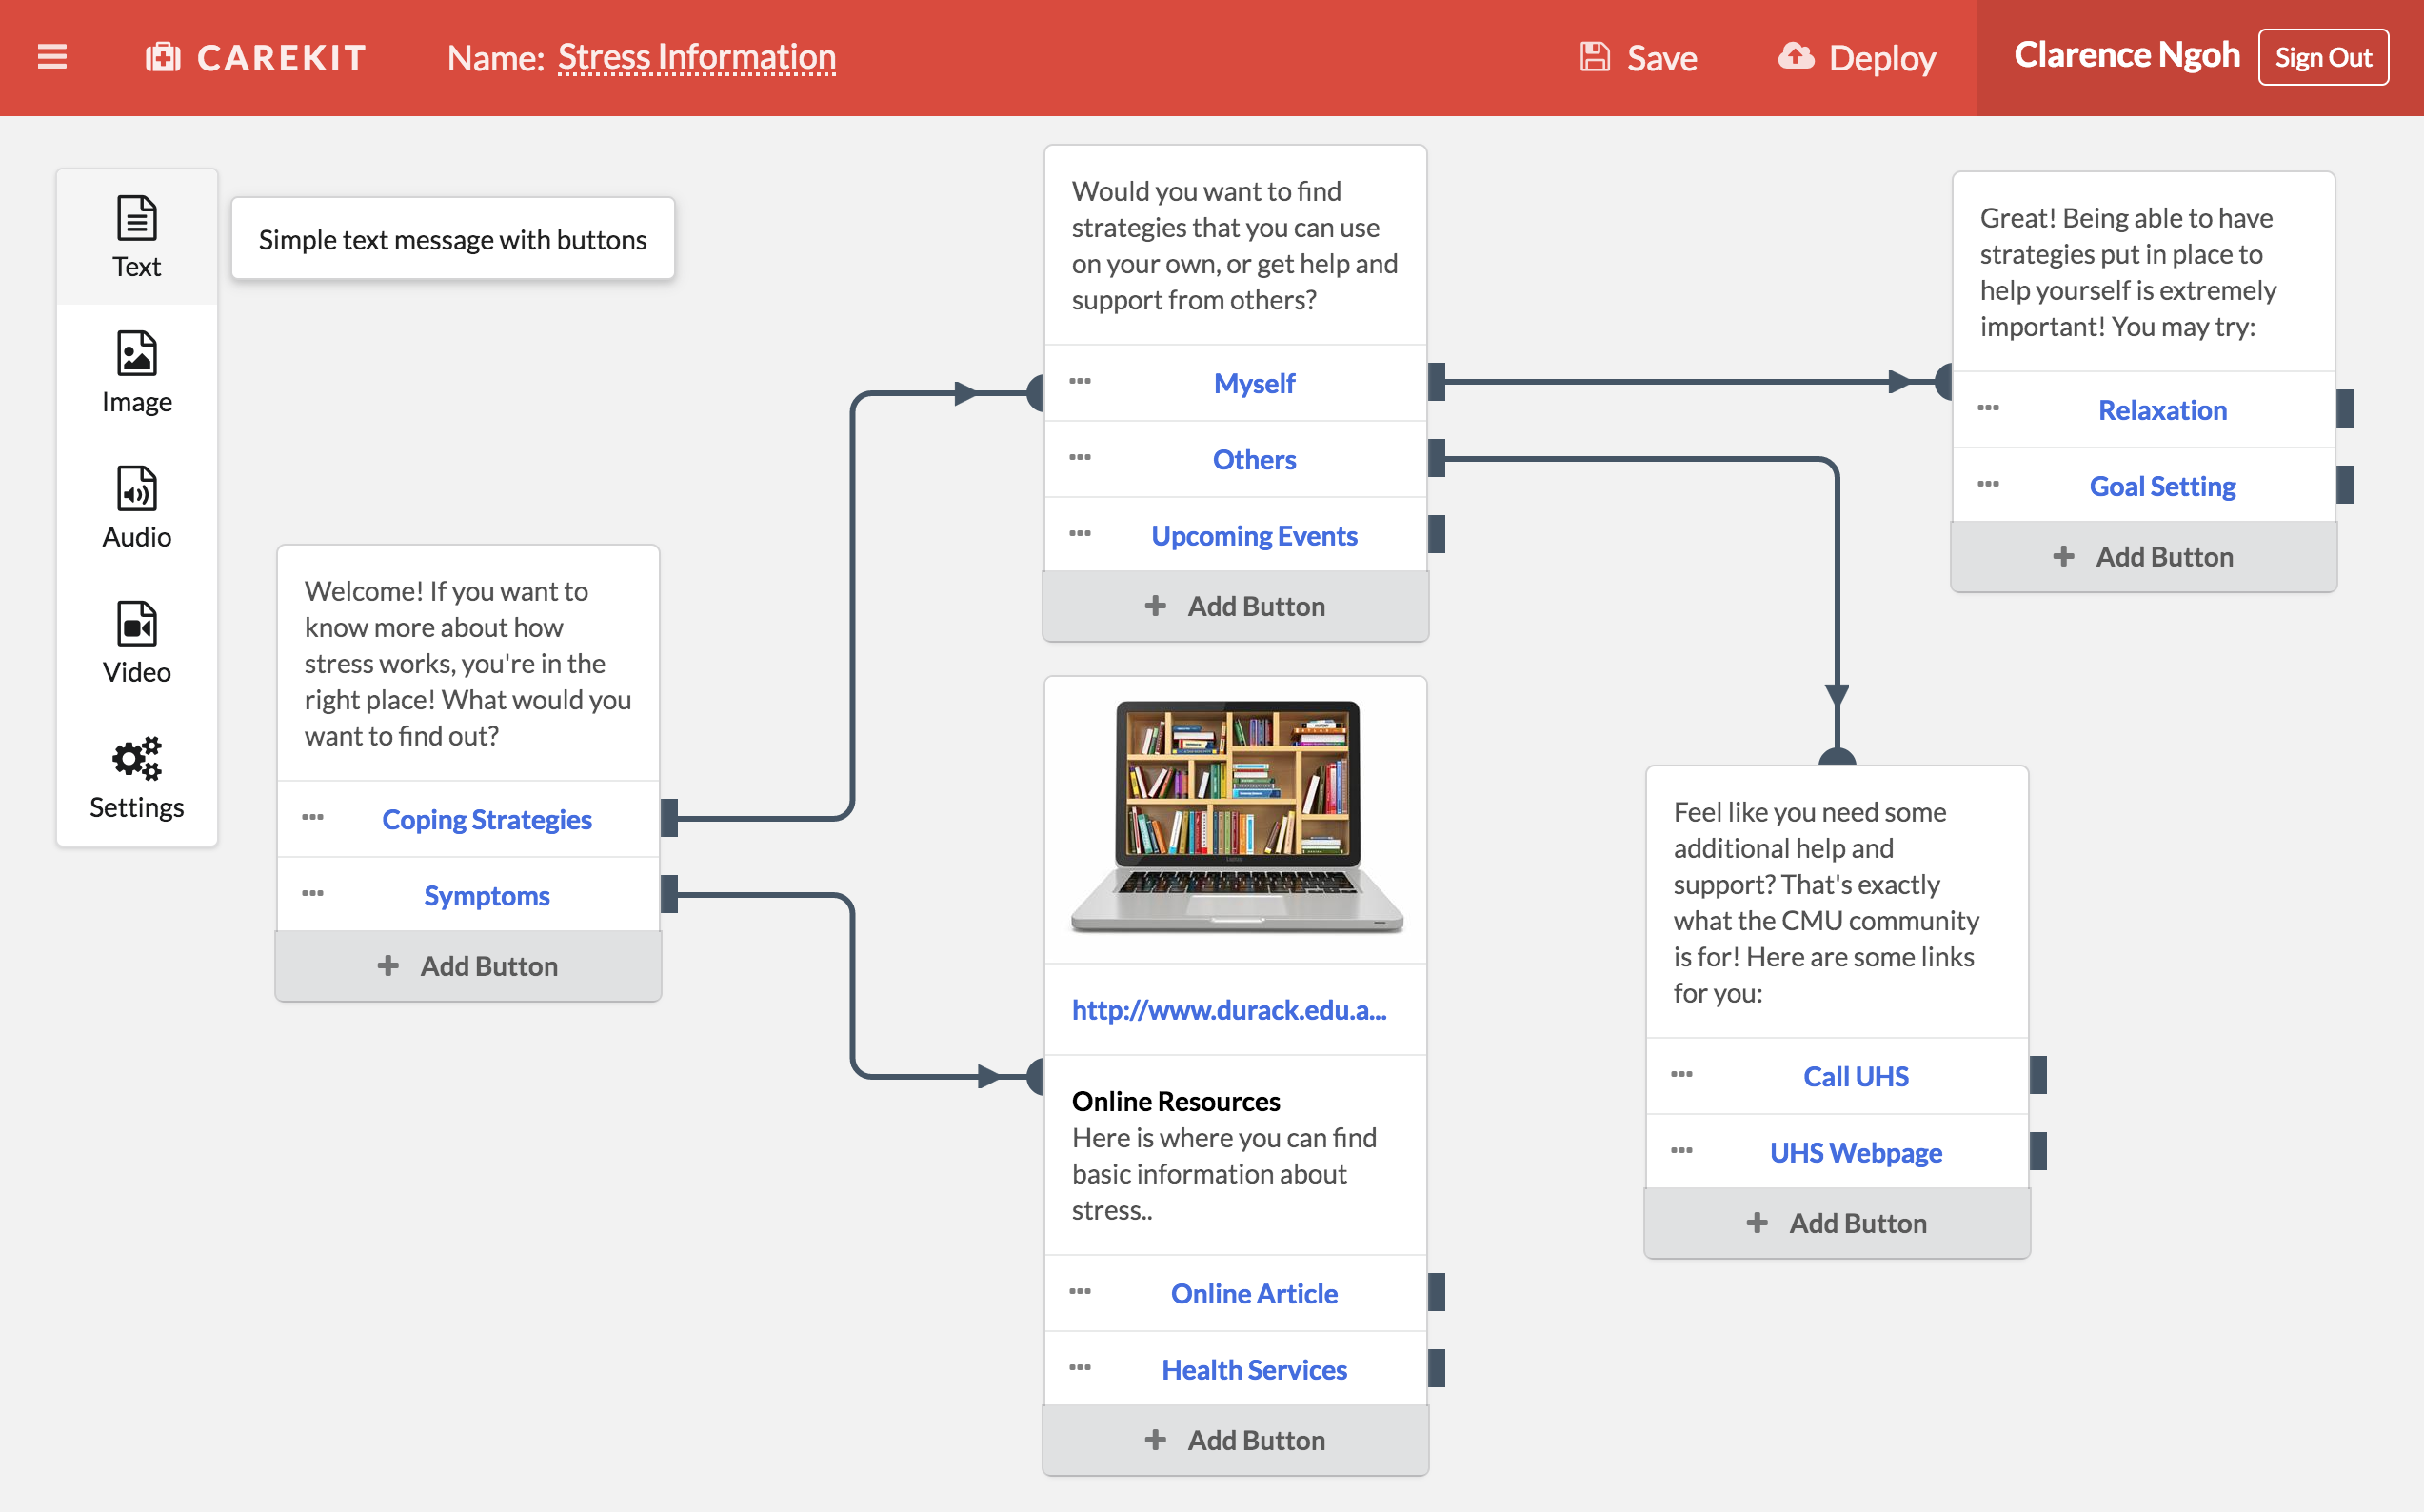 CAREKIT
Name: Stress Information
Save
Deploy
Clarence Ngoh
Sign Out
Text
Image
Audio
Video
Settings
Simple text message with buttons
Welcome! If you want to
know more about how
stress works, you're in the
right place! What would you
want to find out?
Coping Strategies
Symptoms
Add Button
Would you want to find
strategies that you can use
on your own, or get help and
support from others?
Myself
Others
Upcoming Events
Add Button
http://www.durack.edu.a...
Online Resources
Here is where you can find
basic information about
stress..
Online Article
Health Services
Add Button
Great! Being able to have
strategies put in place to
help yourself is extremely
important! You may try:
Relaxation
Goal Setting
Add Button
Feel like you need some
additional help and
support? That's exactly
what the CMU community
is for! Here are some links
for you:
Call UHS
UHS Webpage
Add Button